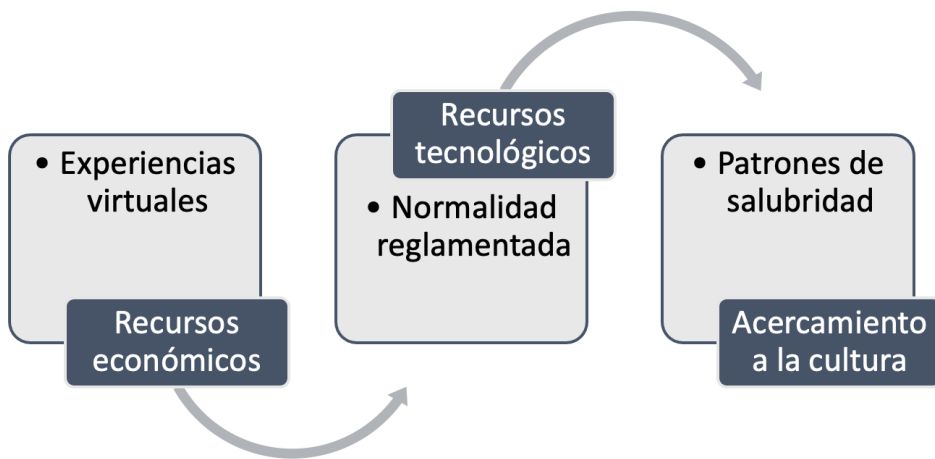 • Experiencias
virtuales
Recursos
económicos
Recursos
tecnológicos
• Normalidad
reglamentada
• Patrones de
salubridad
Acercamiento
a la cultura